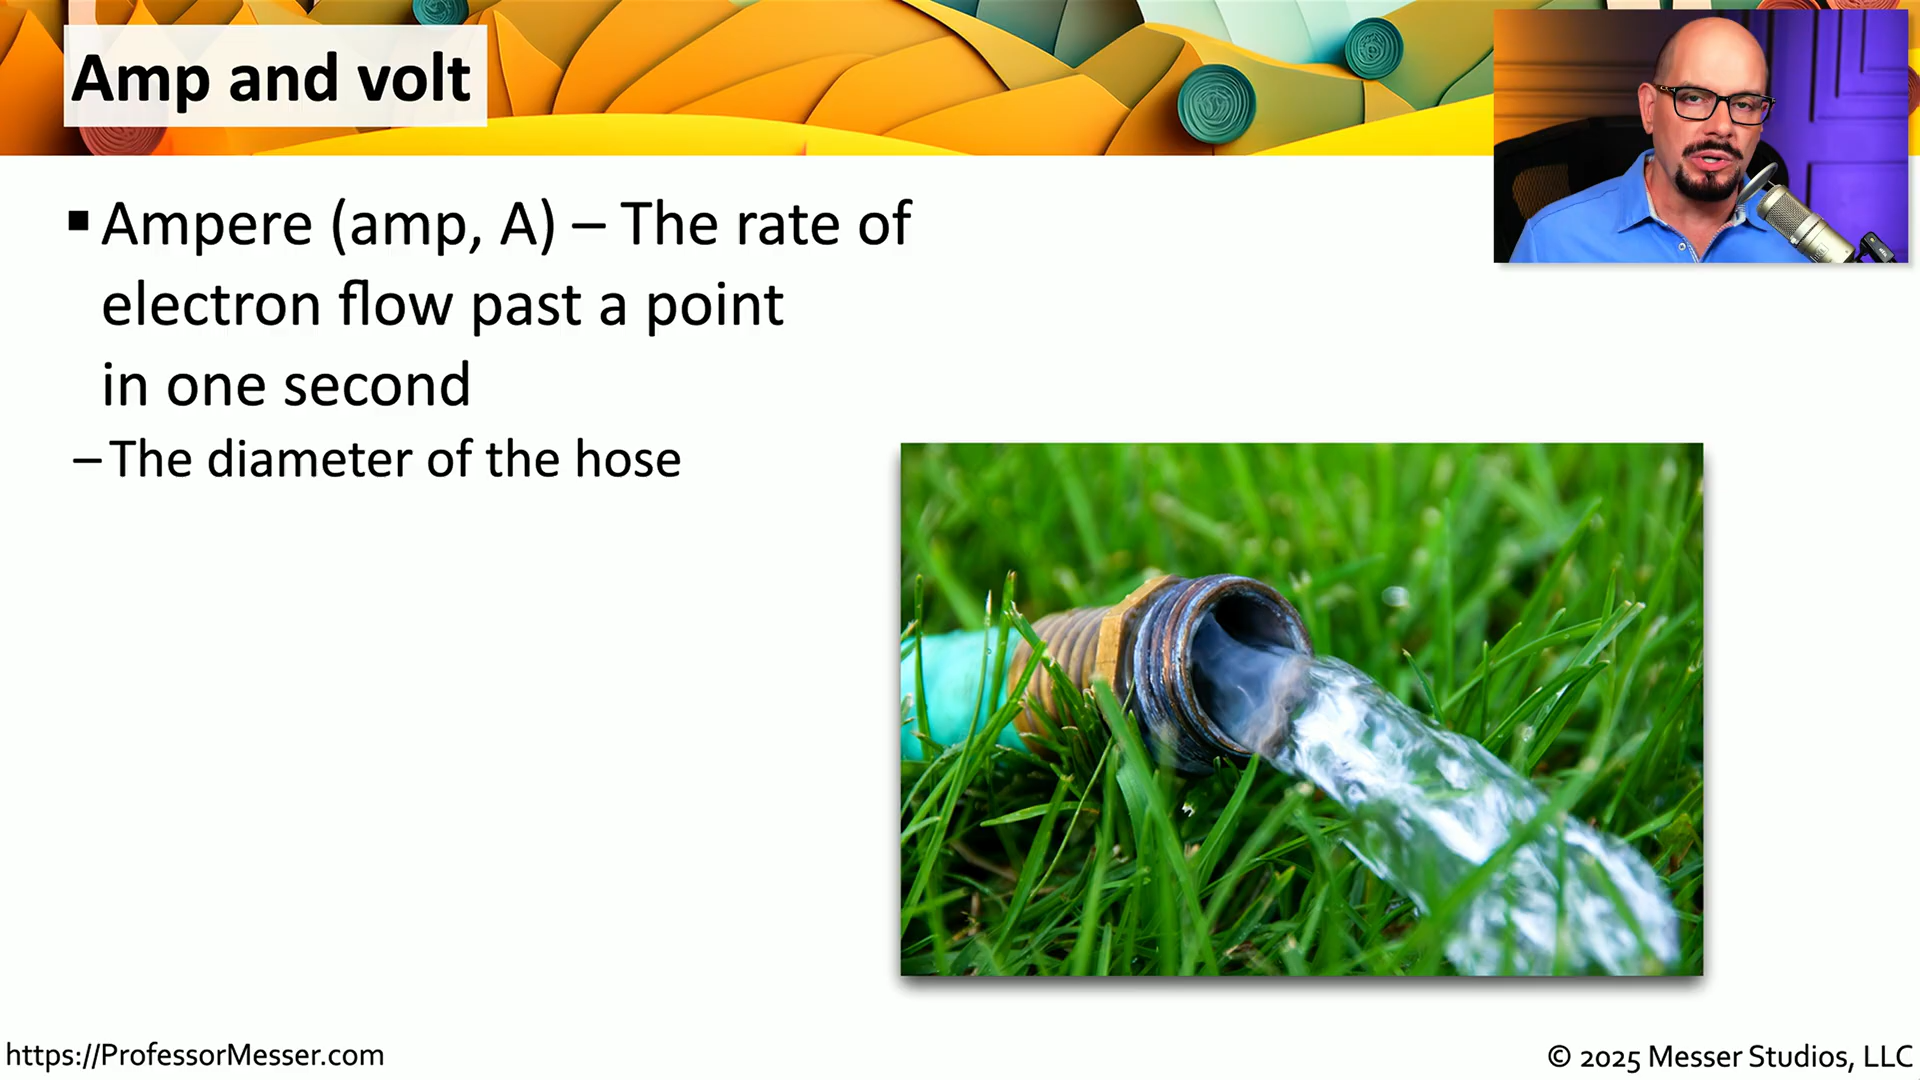 Amp and volt
▪ Ampere (amp, A) – The rate of
electron flow past a point
in one second
– The diameter of the hose
https://ProfessorMesser.com
© 2025 Messer Studios, LLC